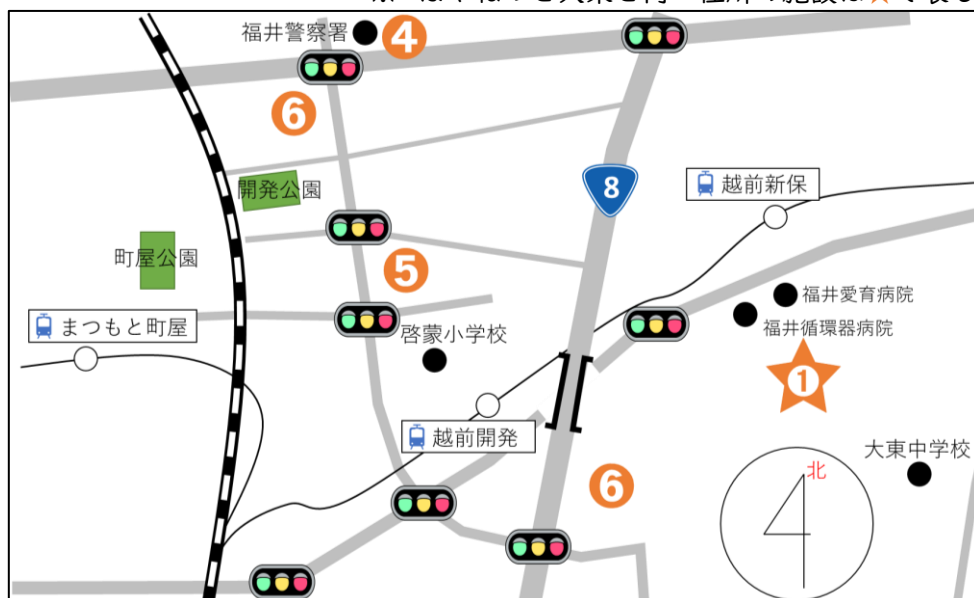 福井警察署
4
6
8
越前新保
開発公園
町屋公園
5
福井愛育病院
福井循環器病院
まつもと町屋
啓蒙小学校
1
越前開発
大東中学校
北
6